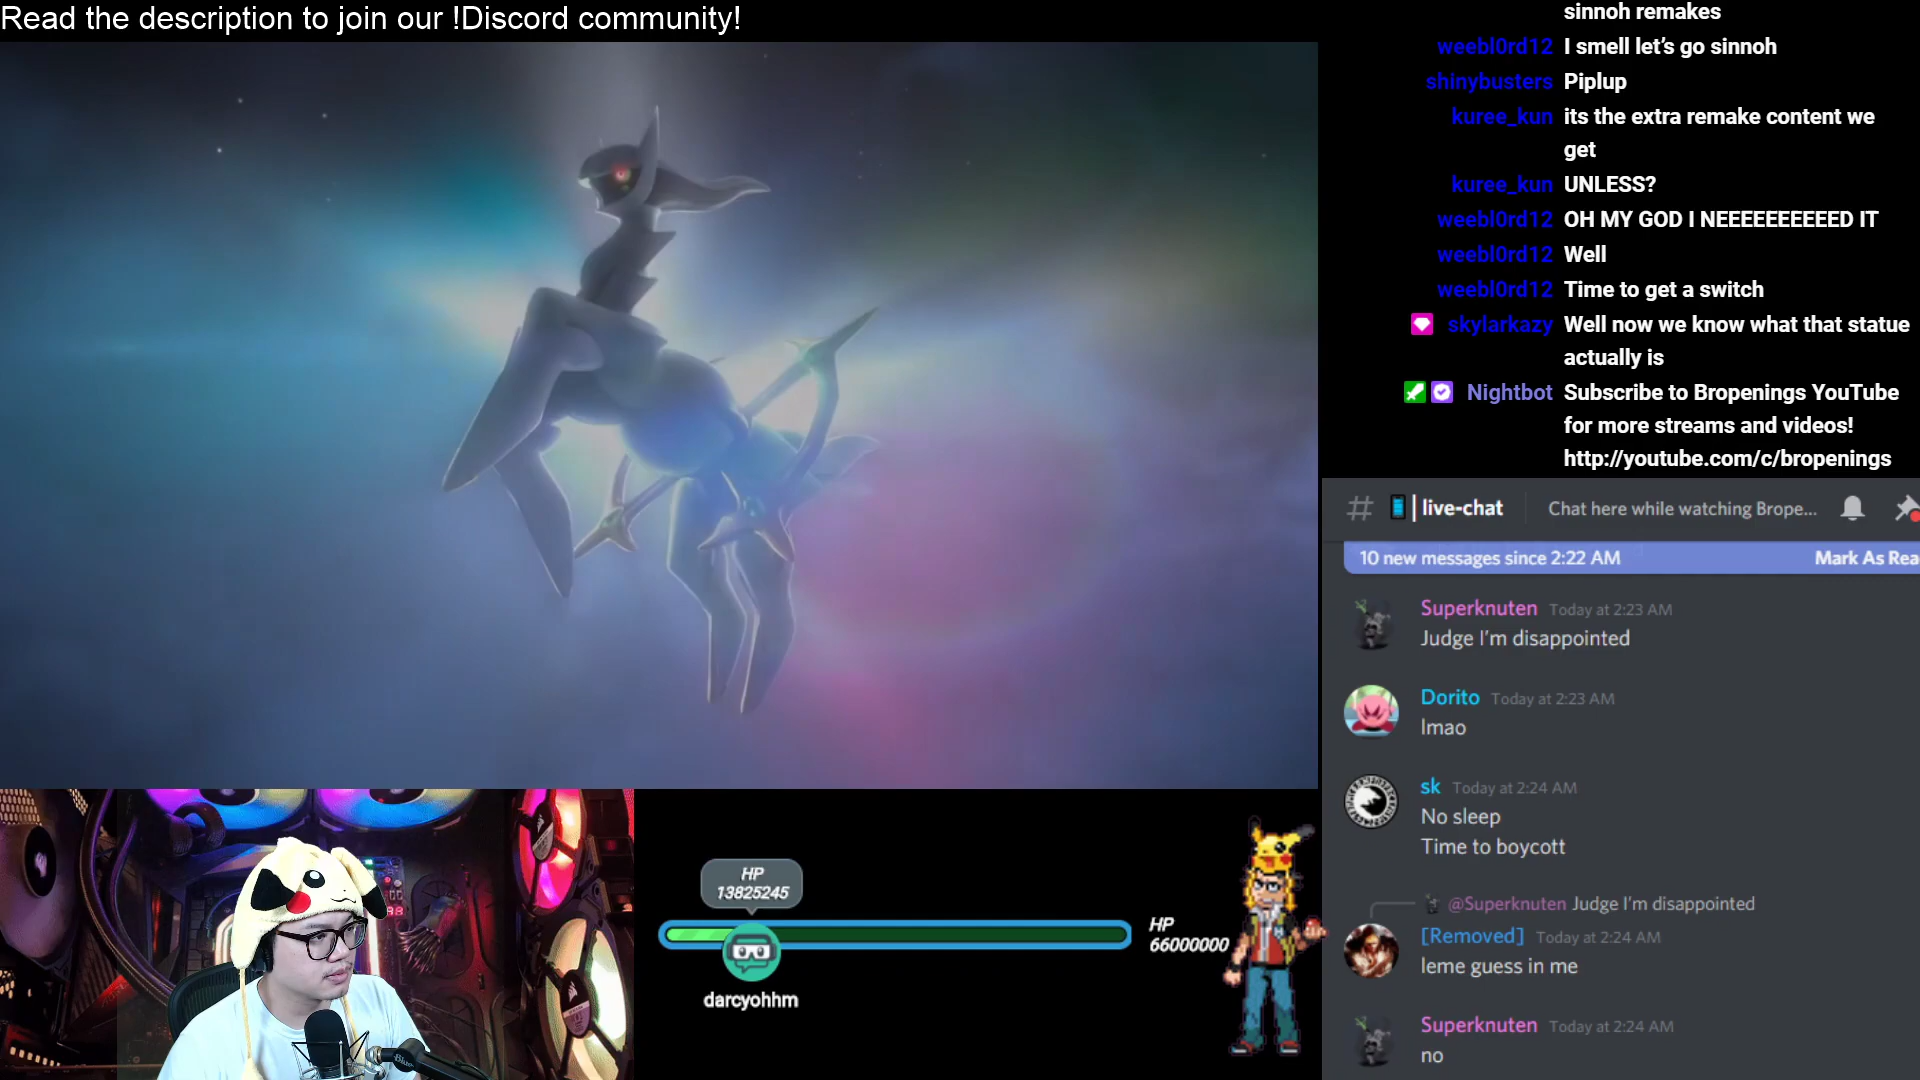 Read the description to join our !Discord community!
sinnoh remakes
weebl0rd12 I smell let's go sinnoh
shinybusters Piplup
kuree_kun its the extra remake content we
get
kuree_kun UNLESS?
weebl0rd12 OH MY GOD I NEEEEEEEEEED IT
weebl0rd12 Well
weebl0rd12 Time to get a switch
skylarkazy Well now we know what that statue
actually is
Nightbot Subscribe to Bropenings YouTube
for more streams and videos!
http://youtube.com/c/bropenings
# | live-chat Chat here while watching Brope...
10 new messages since 2:22 AM Mark As Rea
Superknuten Today at 2:23 AM
Judge I'm disappointed
Dorito Today at 2:23 AM
lmao
sk Today at 2:24 AM
No sleep
Time to boycott
@Superknuten Judge I'm disappointed
[Removed] Today at 2:24 AM
leme guess in me
Superknuten Today at 2:24 AM
no
HP
13825245
HP
66000000
darcyohhm
Blue